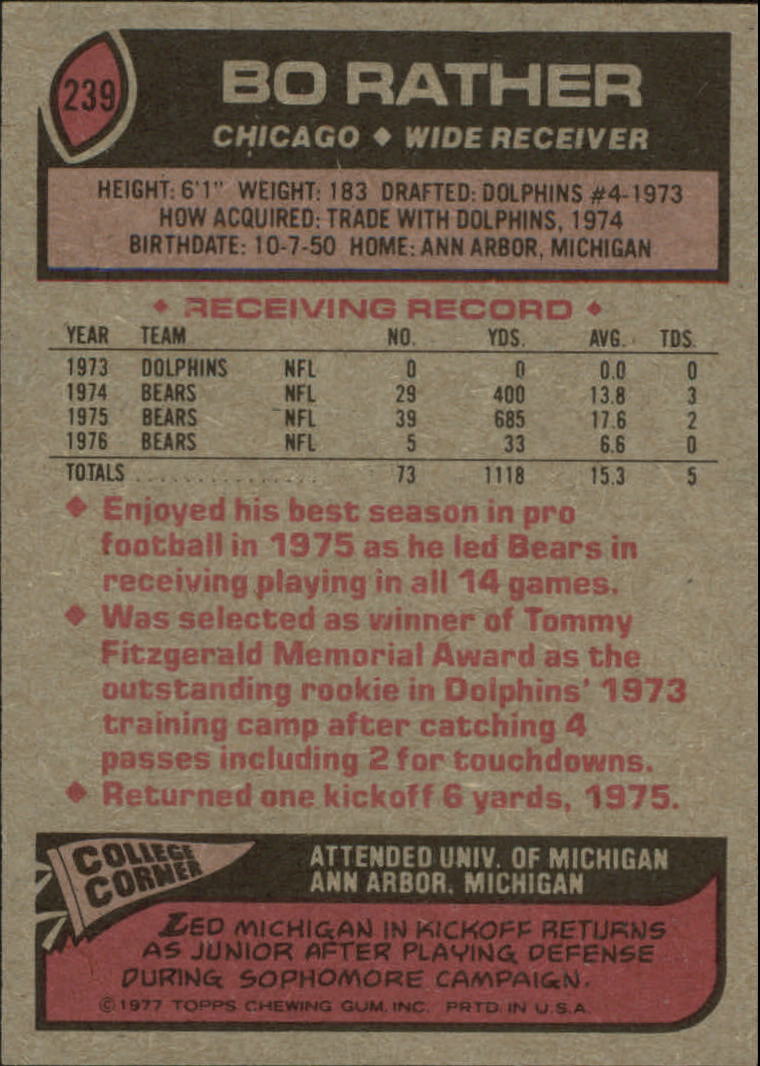 239
BO RATHER
CHICAGO ♦ WIDE RECEIVER
HEIGHT: 6'1" WEIGHT: 183 DRAFTED: DOLPHINS #4-1973
HOW ACQUIRED: TRADE WITH DOLPHINS, 1974
BIRTHDATE: 10-7-50 HOME: ANN ARBOR, MICHIGAN
♦ RECEIVING RECORD ♦
YEAR TEAM NO. YDS. AVG. TDS.
1973 DOLPHINS NFL 0 0 0.0 0
1974 BEARS NFL 29 400 13.8 3
1975 BEARS NFL 39 685 17.6 2
1976 BEARS NFL 5 33 6.6 0
TOTALS ................ 73 1118 15.3 5
♦ Enjoyed his best season in pro
football in 1975 as he led Bears in
receiving playing in all 14 games.
♦ Was selected as winner of Tommy
Fitzgerald Memorial Award as the
outstanding rookie in Dolphins' 1973
training camp after catching 4
passes including 2 for touchdowns.
♦ Returned one kickoff 6 yards, 1975.
COLLEGE
CORNER
ATTENDED UNIV. OF MICHIGAN
ANN ARBOR, MICHIGAN
LED MICHIGAN IN KICKOFF RETURNS
AS JUNIOR AFTER PLAYING DEFENSE
DURING SOPHOMORE CAMPAIGN.
©1977 TOPPS CHEWING GUM, INC. PRTD. IN U.S.A.